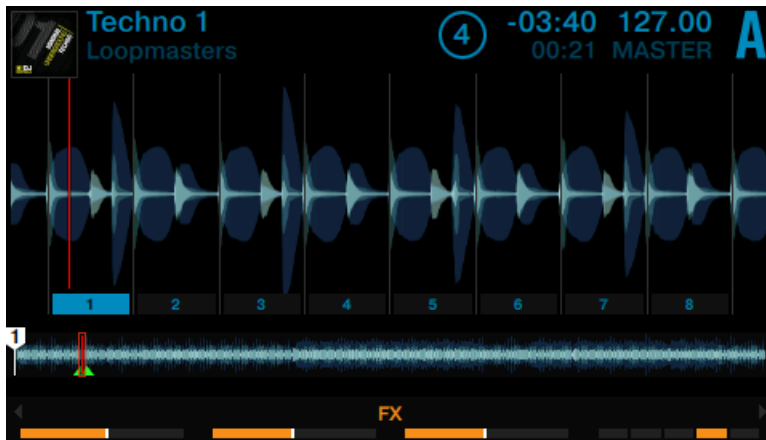 Techno 1
Loopmasters
4
-03:40 127.00
00:21 MASTER
A
1 2 3 4 5 6 7 8
1
FX